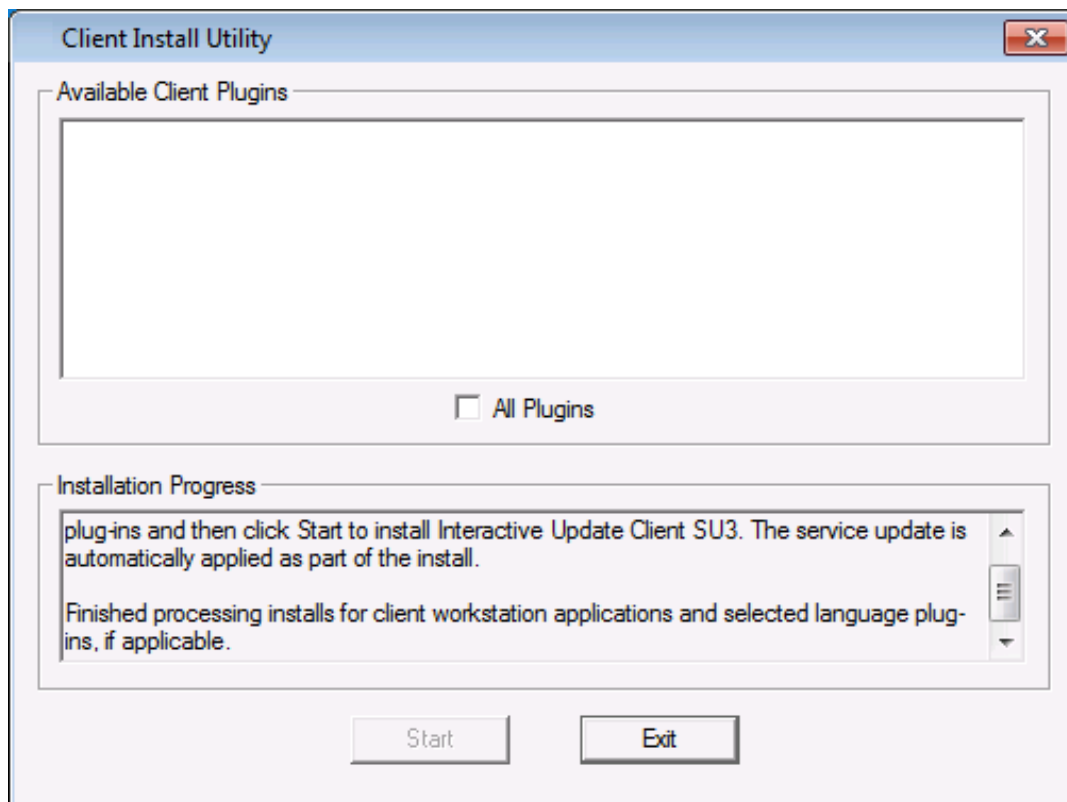 Client Install Utility
Available Client Plugins
All Plugins
Installation Progress
plug-ins and then click Start to install Interactive Update Client SU3. The service update is
automatically applied as part of the install.
Finished processing installs for client workstation applications and selected language plug-
ins, if applicable.
Start
Exit